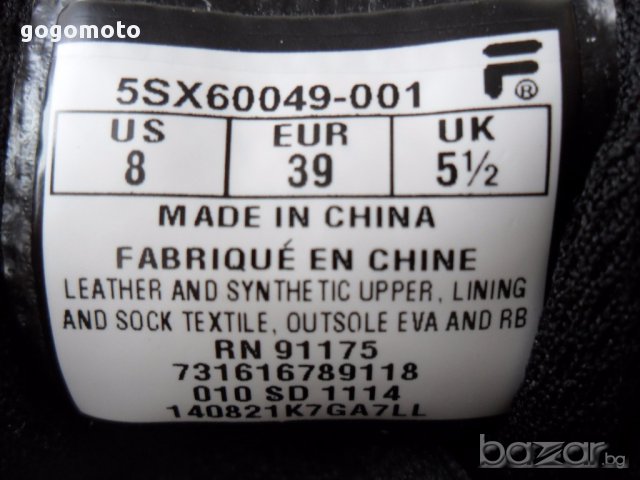 gogomoto
5SX60049-001
F®
US EUR UK
8 39 5½
MADE IN CHINA
FABRIQUÉ EN CHINE
LEATHER AND SYNTHETIC UPPER, LINING
AND SOCK TEXTILE, OUTSOLE EVA AND RB
RN 91175
731616789118
010 SD 1114
140821K7GA7LL
bazar.bg